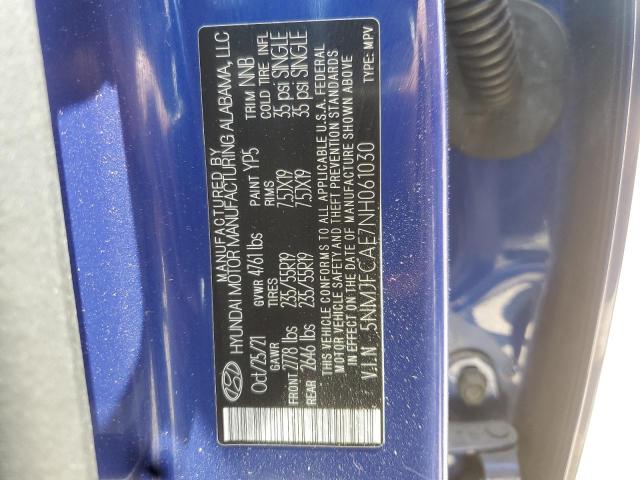 MANUFACTURED BY
HYUNDAI MOTOR MANUFACTURING ALABAMA, LLC
Oct/25/21 GVWR 4761lbs PAINT YP5 TRIM NNB
GAWR TIRES RIMS COLD TIRE INFL
FRONT 2778 lbs 235/55R19 7.5JX19 35 psi SINGLE
REAR 2646 lbs 235/55R19 7.5JX19 35 psi SINGLE
THIS VEHICLE CONFORMS TO ALL APPLICABLE U.S.A. FEDERAL
MOTOR VEHICLE SAFETY AND THEFT PREVENTION STANDARDS
IN EFFECT ON THE DATE OF MANUFACTURE SHOWN ABOVE
V.I.N 5NMJFCAE7NH061030 TYPE: MPV